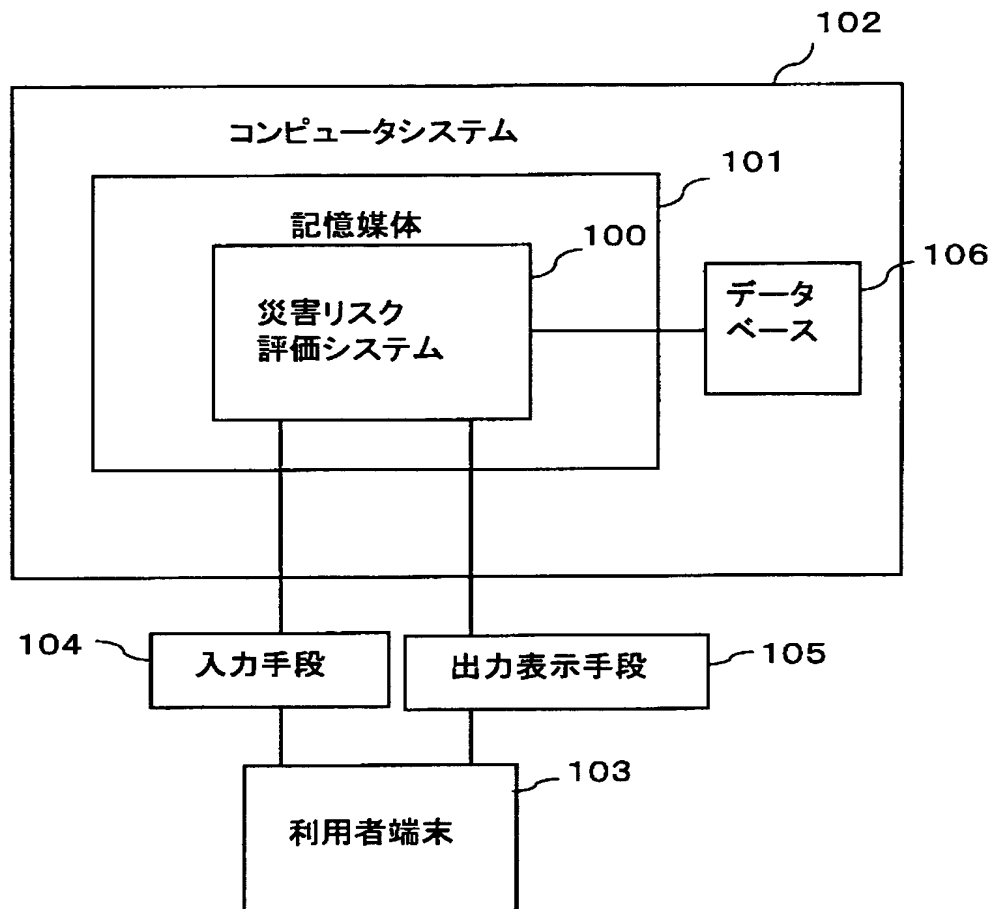 102
コンピュータシステム
101
記憶媒体
100
106
災害リスク
評価システム
データ
ベース
104
入力手段
出力表示手段
105
103
利用者端末